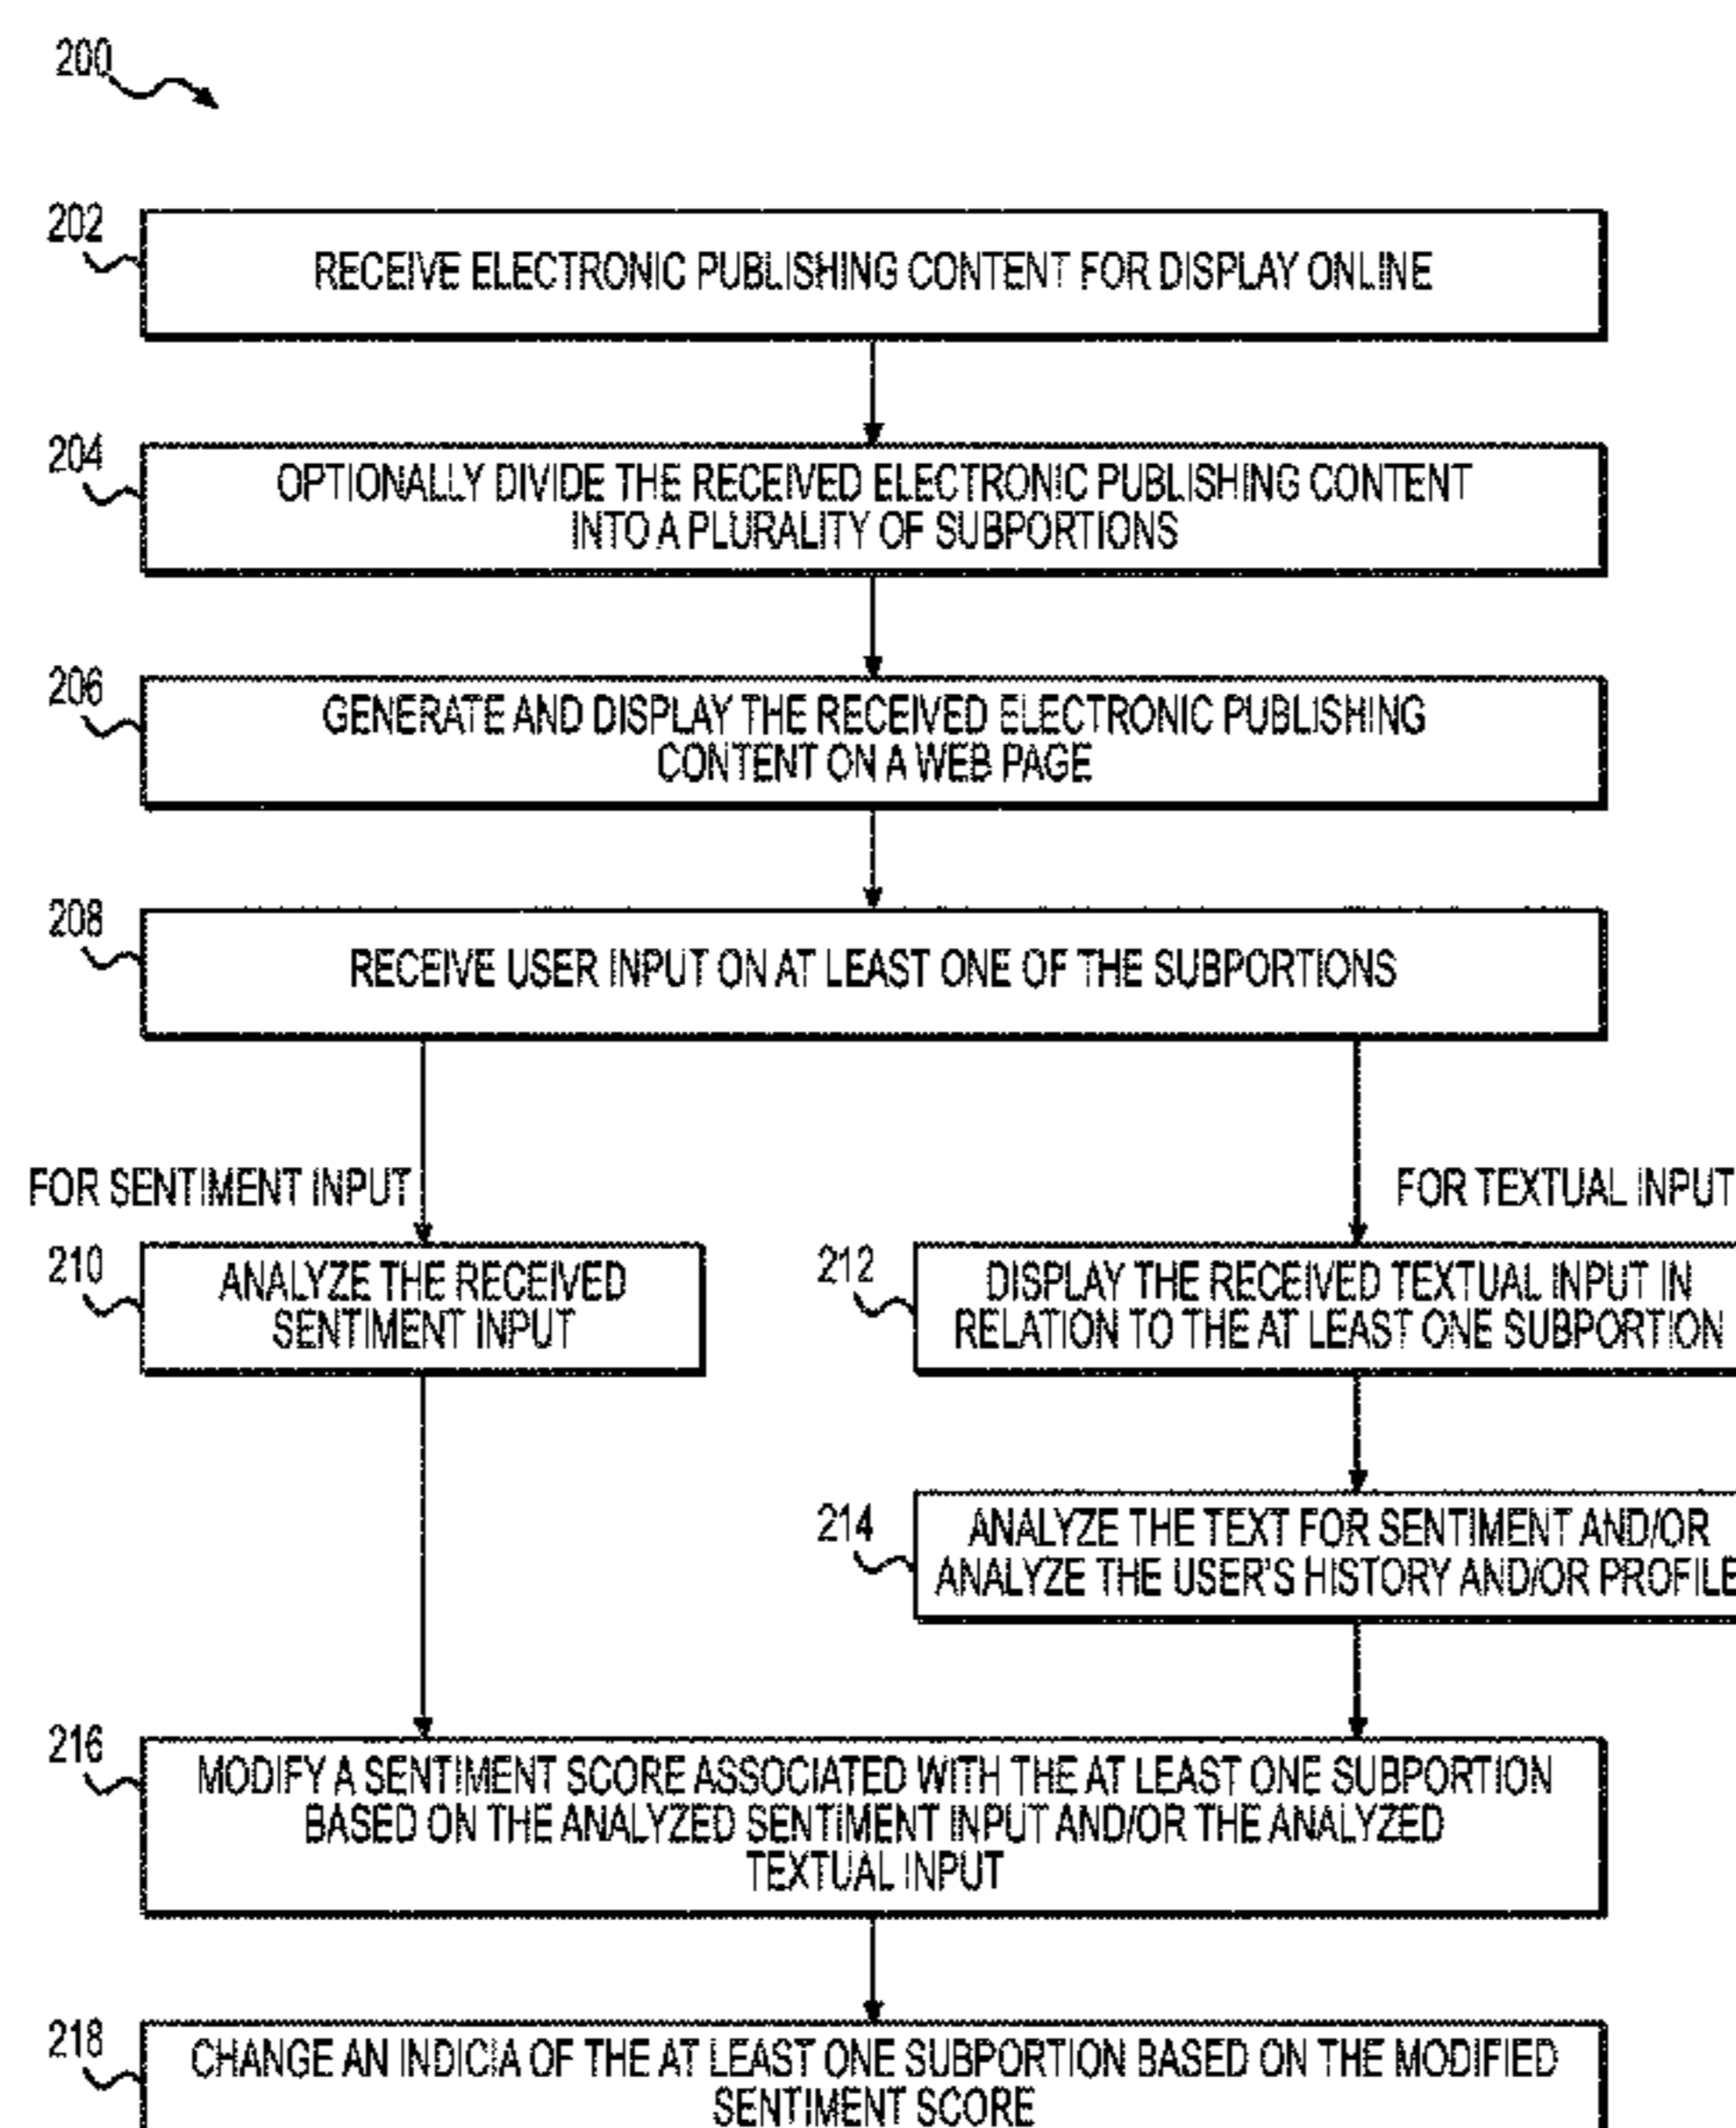 200
202
RECEIVE ELECTRONIC PUBLISHING CONTENT FOR DISPLAY ONLINE
204
OPTIONALLY DIVIDE THE RECEIVED ELECTRONIC PUBLISHING CONTENT
INTO A PLURALITY OF SUBPORTIONS
206
GENERATE AND DISPLAY THE RECEIVED ELECTRONIC PUBLISHING
CONTENT ON A WEB PAGE
208
RECEIVE USER INPUT ON AT LEAST ONE OF THE SUBPORTIONS
FOR SENTIMENT INPUT
FOR TEXTUAL INPUT
210
ANALYZE THE RECEIVED
SENTIMENT INPUT
212
DISPLAY THE RECEIVED TEXTUAL INPUT IN
RELATION TO THE AT LEAST ONE SUBPORTION
214
ANALYZE THE TEXT FOR SENTIMENT AND/OR
ANALYZE THE USER'S HISTORY AND/OR PROFILE
216
MODIFY A SENTIMENT SCORE ASSOCIATED WITH THE AT LEAST ONE SUBPORTION
BASED ON THE ANALYZED SENTIMENT INPUT AND/OR THE ANALYZED
TEXTUAL INPUT
218
CHANGE AN INDICIA OF THE AT LEAST ONE SUBPORTION BASED ON THE MODIFIED
SENTIMENT SCORE